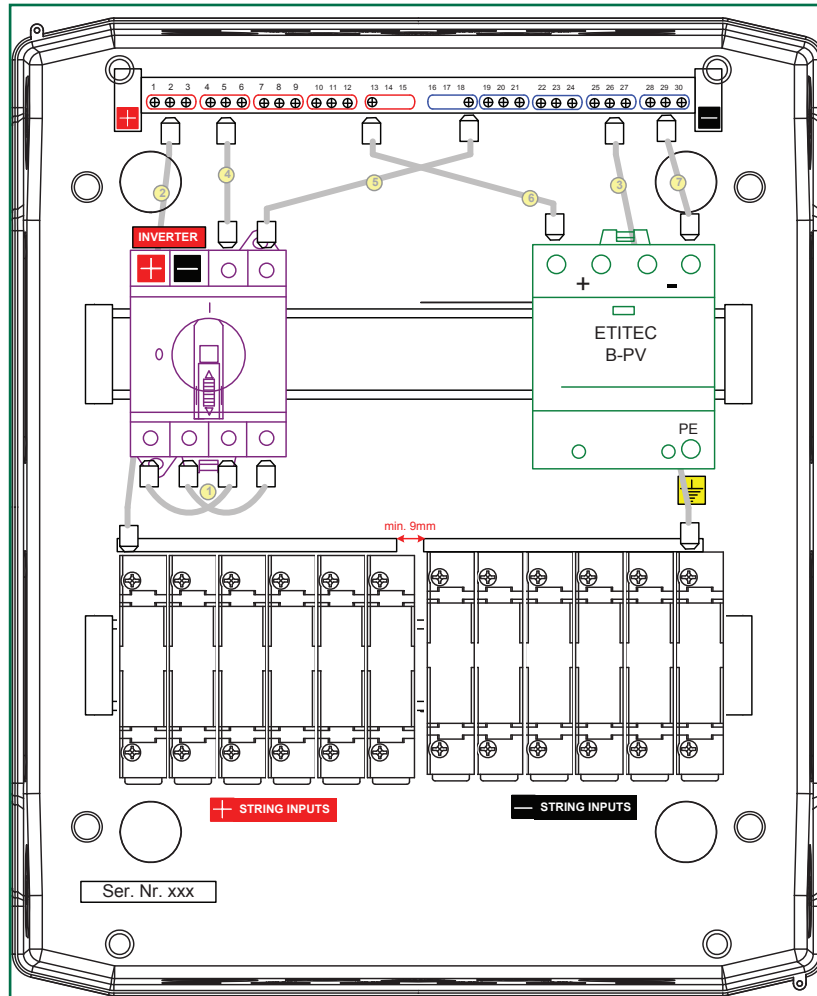 1 2 3 4 5 6 7 8 9 10 11 12 13 14 15 16 17 18 19 20 21 22 23 24 25 26 27 28 29 30
+ −
2 4 5 6 3 7
INVERTER
+ −
I
O
+ -
ETITEC
B-PV
PE
1
min. 9mm
+ STRING INPUTS
− STRING INPUTS
Ser. Nr. xxx